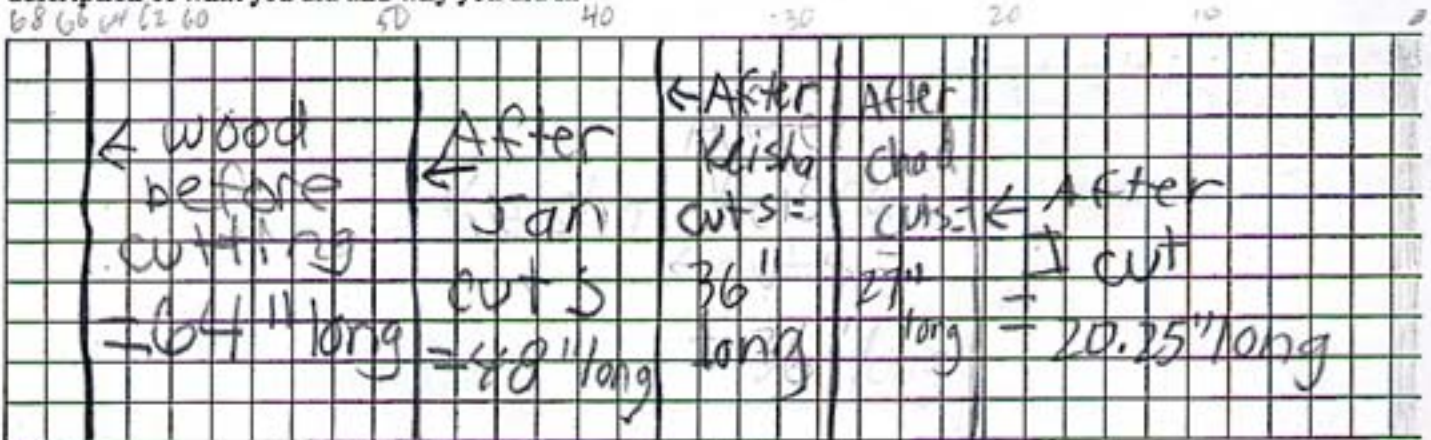 68 66 64 62 60 50 40 30 20 10
← wood
before
cutting
=64" long
← After
Jan
cuts
=48" long
← After
Keisha
cuts=
36"
long
After
Chad
cuts=
27"
long
← After
I cut
=
20.25" long